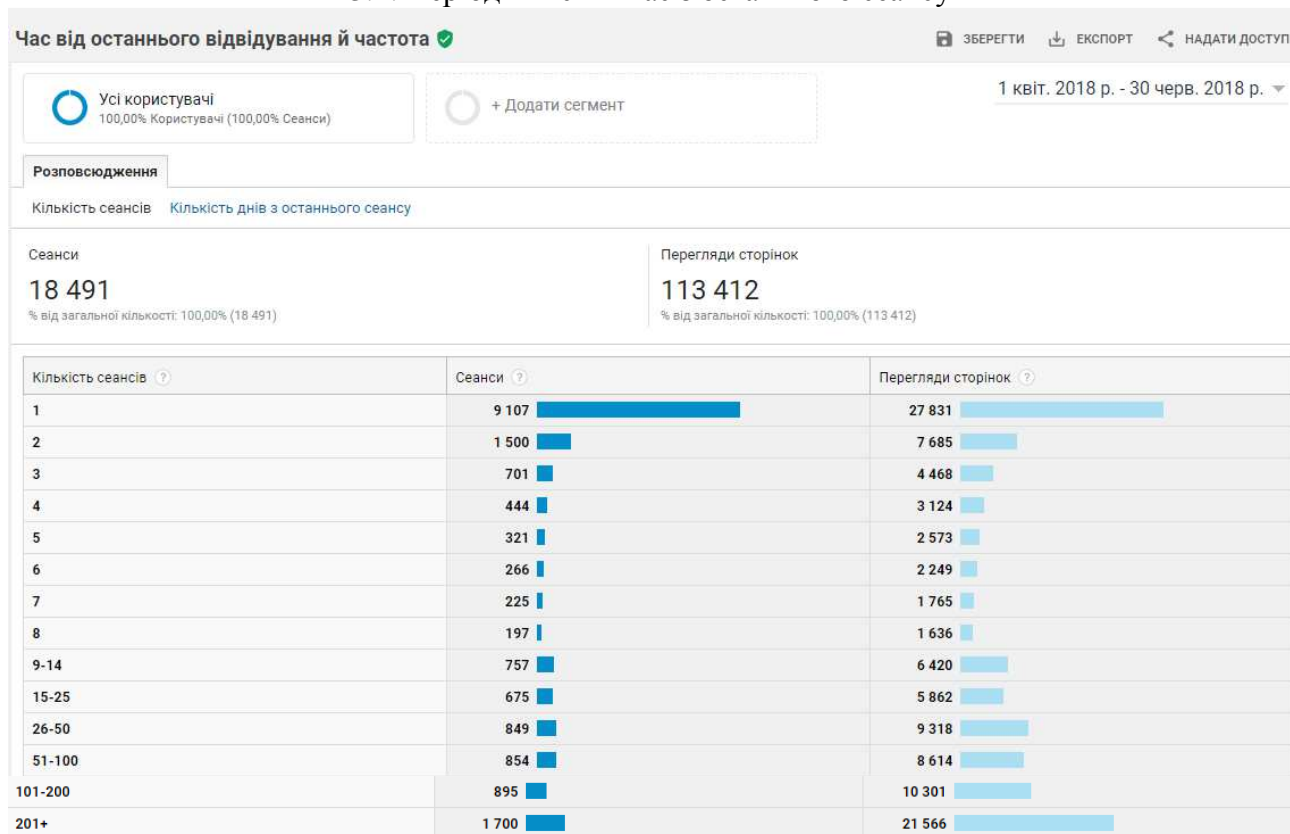 Час від останнього відвідування й частота
ЗБЕРЕГТИ ЕКСПОРТ НАДАТИ ДОСТУП
Усі користувачі
100,00% Користувачі (100,00% Сеанси)
+ Додати сегмент
1 квіт. 2018 р. - 30 черв. 2018 р.
Розповсюдження
Кількість сеансів Кількість днів з останнього сеансу
Сеанси Перегляди сторінок
18 491 113 412
% від загальної кількості: 100,00% (18 491) % від загальної кількості: 100,00% (113 412)
Кількість сеансів ? Сеанси ? Перегляди сторінок ?
1 9 107 27 831
2 1 500 7 685
3 701 4 468
4 444 3 124
5 321 2 573
6 266 2 249
7 225 1 765
8 197 1 636
9-14 757 6 420
15-25 675 5 862
26-50 849 9 318
51-100 854 8 614
101-200 895 10 301
201+ 1 700 21 566